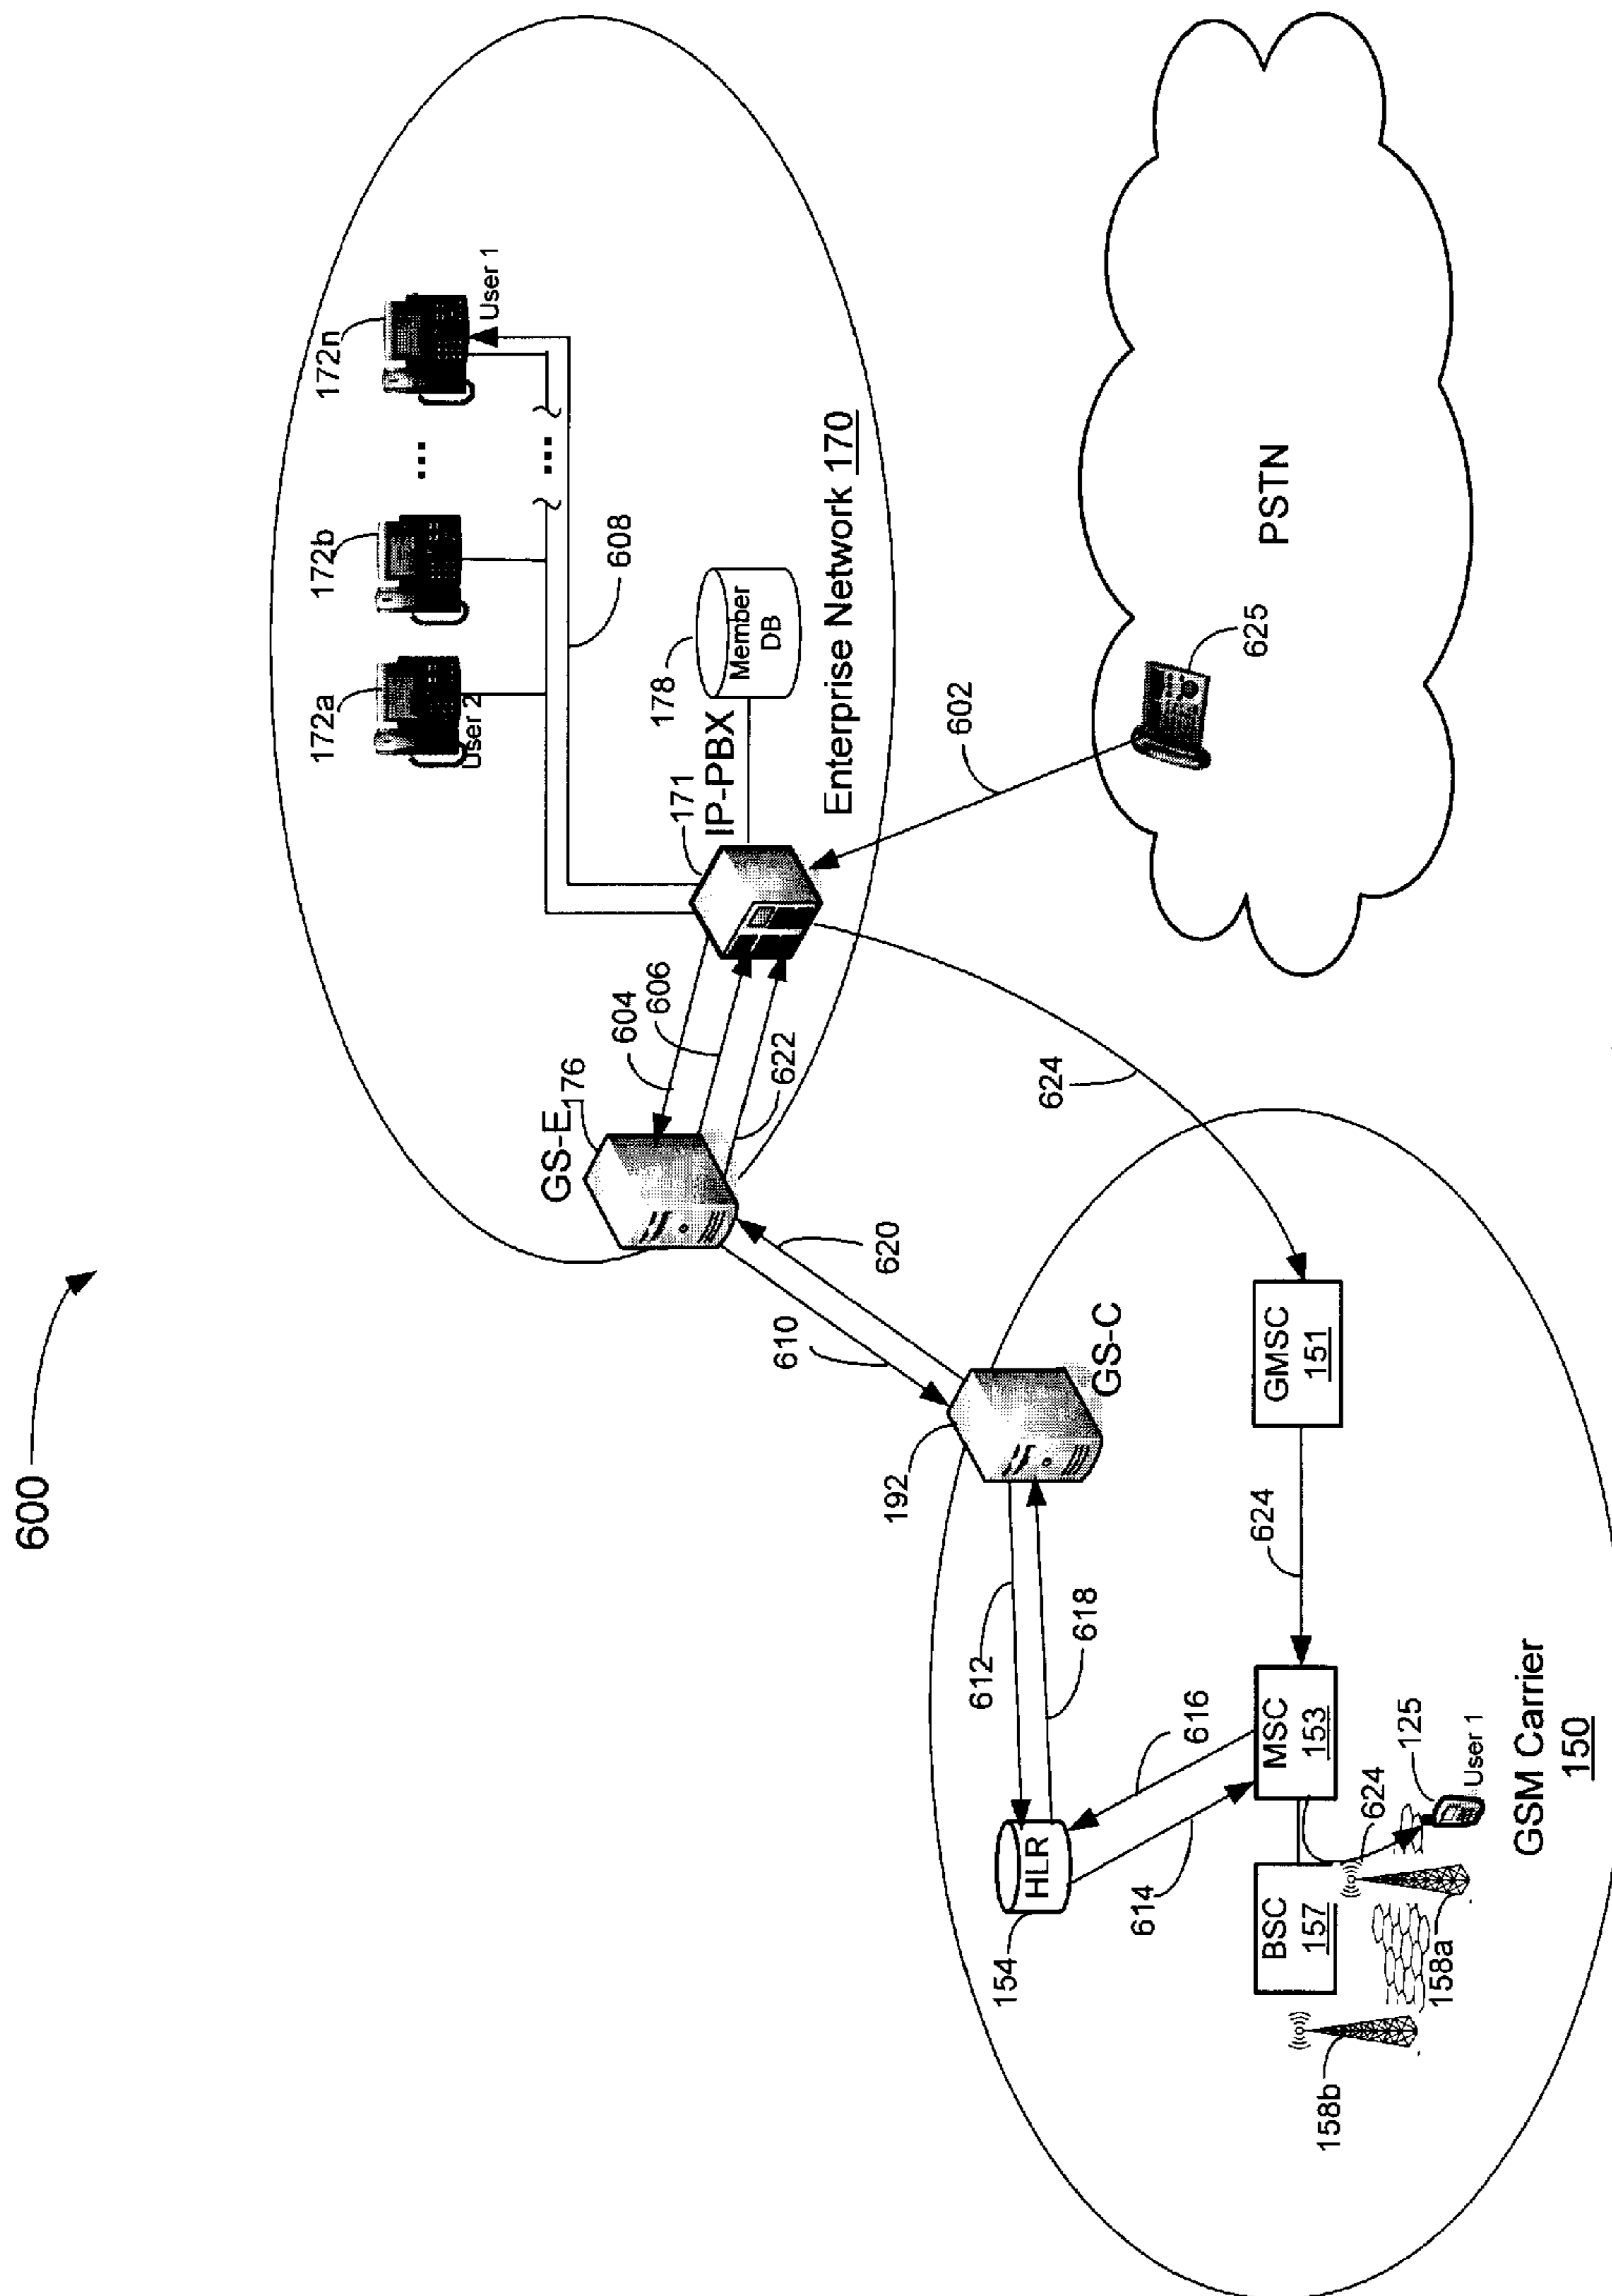 600
172a
User 2
172b
...
172n
User 1
...
608
178
Member
DB
171
IP-PBX
Enterprise Network 170
GS-E
176
604
606
622
610
620
192
GS-C
602
625
PSTN
624
612
618
154
HLR
614
616
BSC
157
MSC
153
624
GMSC
151
158b
158a
624
125
User 1
GSM Carrier
150